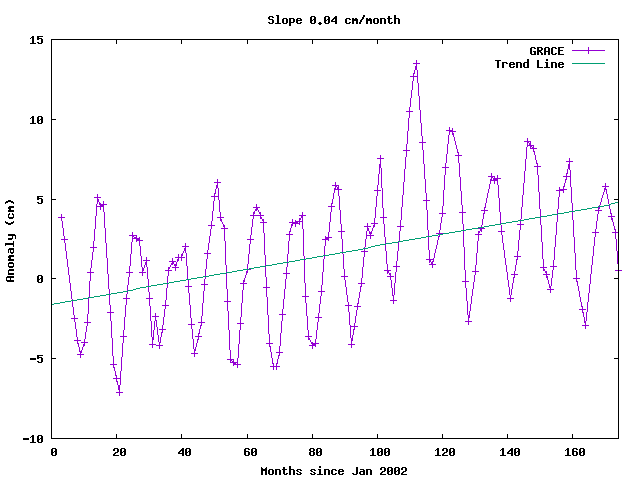 Slope 0.04 cm/month
15
GRACE
Trend Line
10
5
0
-5
-10
Anomaly (cm)
0 20 40 60 80 100 120 140 160
Months since Jan 2002